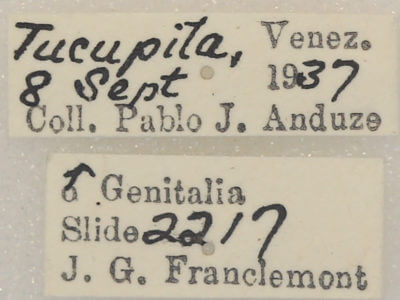 Tucupita, Venez.
8 Sept 1937
Coll. Pablo J. Anduze
♂ Genitalia
Slide 2217
J. G. Franclemont